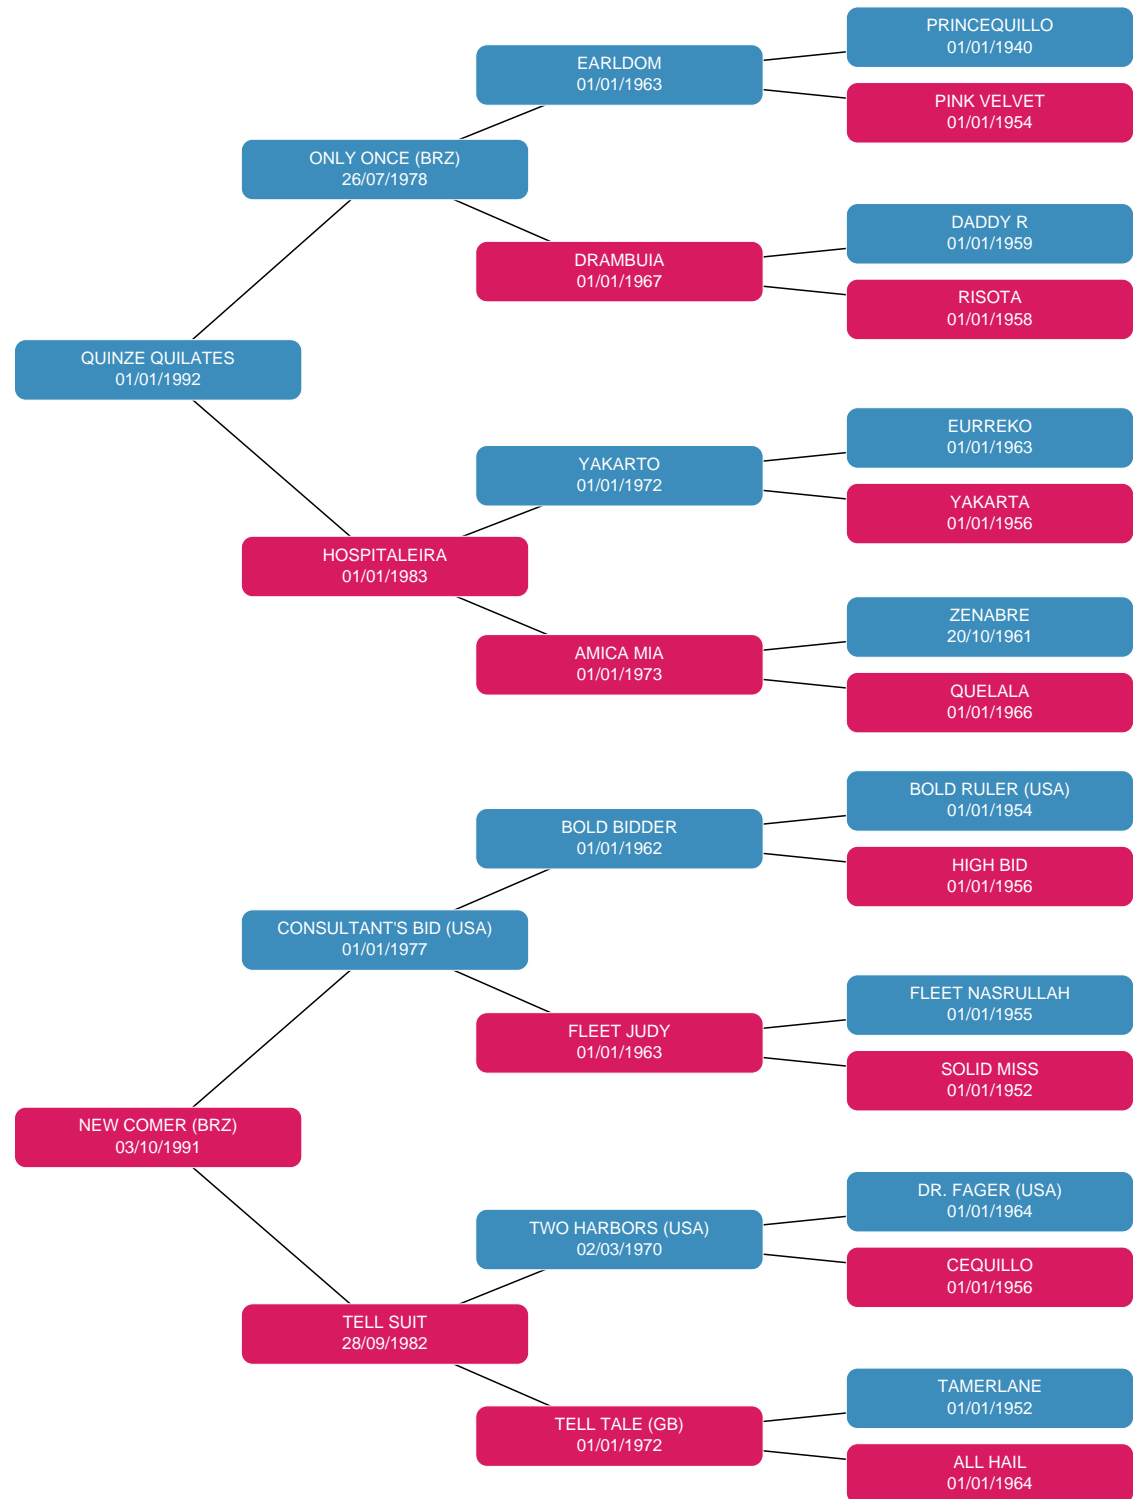 PRINCEQUILLO
01/01/1940
EARLDOM
01/01/1963
PINK VELVET
01/01/1954
ONLY ONCE (BRZ)
26/07/1978
DADDY R
01/01/1959
DRAMBUIA
01/01/1967
RISOTA
01/01/1958
QUINZE QUILATES
01/01/1992
EURREKO
01/01/1963
YAKARTO
01/01/1972
YAKARTA
01/01/1956
HOSPITALEIRA
01/01/1983
ZENABRE
20/10/1961
AMICA MIA
01/01/1973
QUELALA
01/01/1966
BOLD RULER (USA)
01/01/1954
BOLD BIDDER
01/01/1962
HIGH BID
01/01/1956
CONSULTANT'S BID (USA)
01/01/1977
FLEET NASRULLAH
01/01/1955
FLEET JUDY
01/01/1963
SOLID MISS
01/01/1952
NEW COMER (BRZ)
03/10/1991
DR. FAGER (USA)
01/01/1964
TWO HARBORS (USA)
02/03/1970
CEQUILLO
01/01/1956
TELL SUIT
28/09/1982
TAMERLANE
01/01/1952
TELL TALE (GB)
01/01/1972
ALL HAIL
01/01/1964